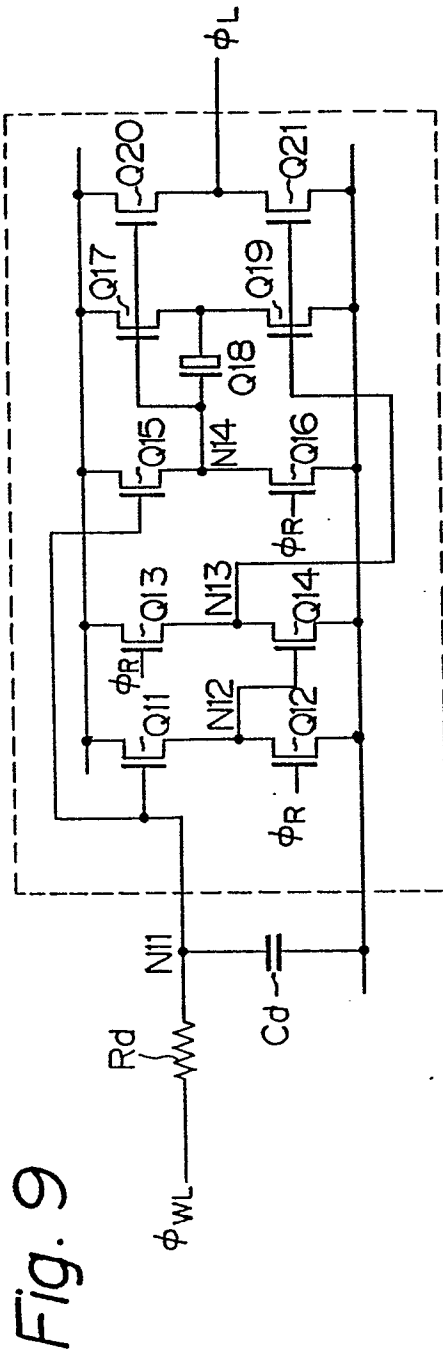 Fig. 9
ϕWL
Rd
N11
Cd
ϕR
Q11
N12
Q12
ϕR
Q13
N13
Q14
Q15
N14
ϕR
Q16
Q17
Q18
Q19
Q20
Q21
ϕL